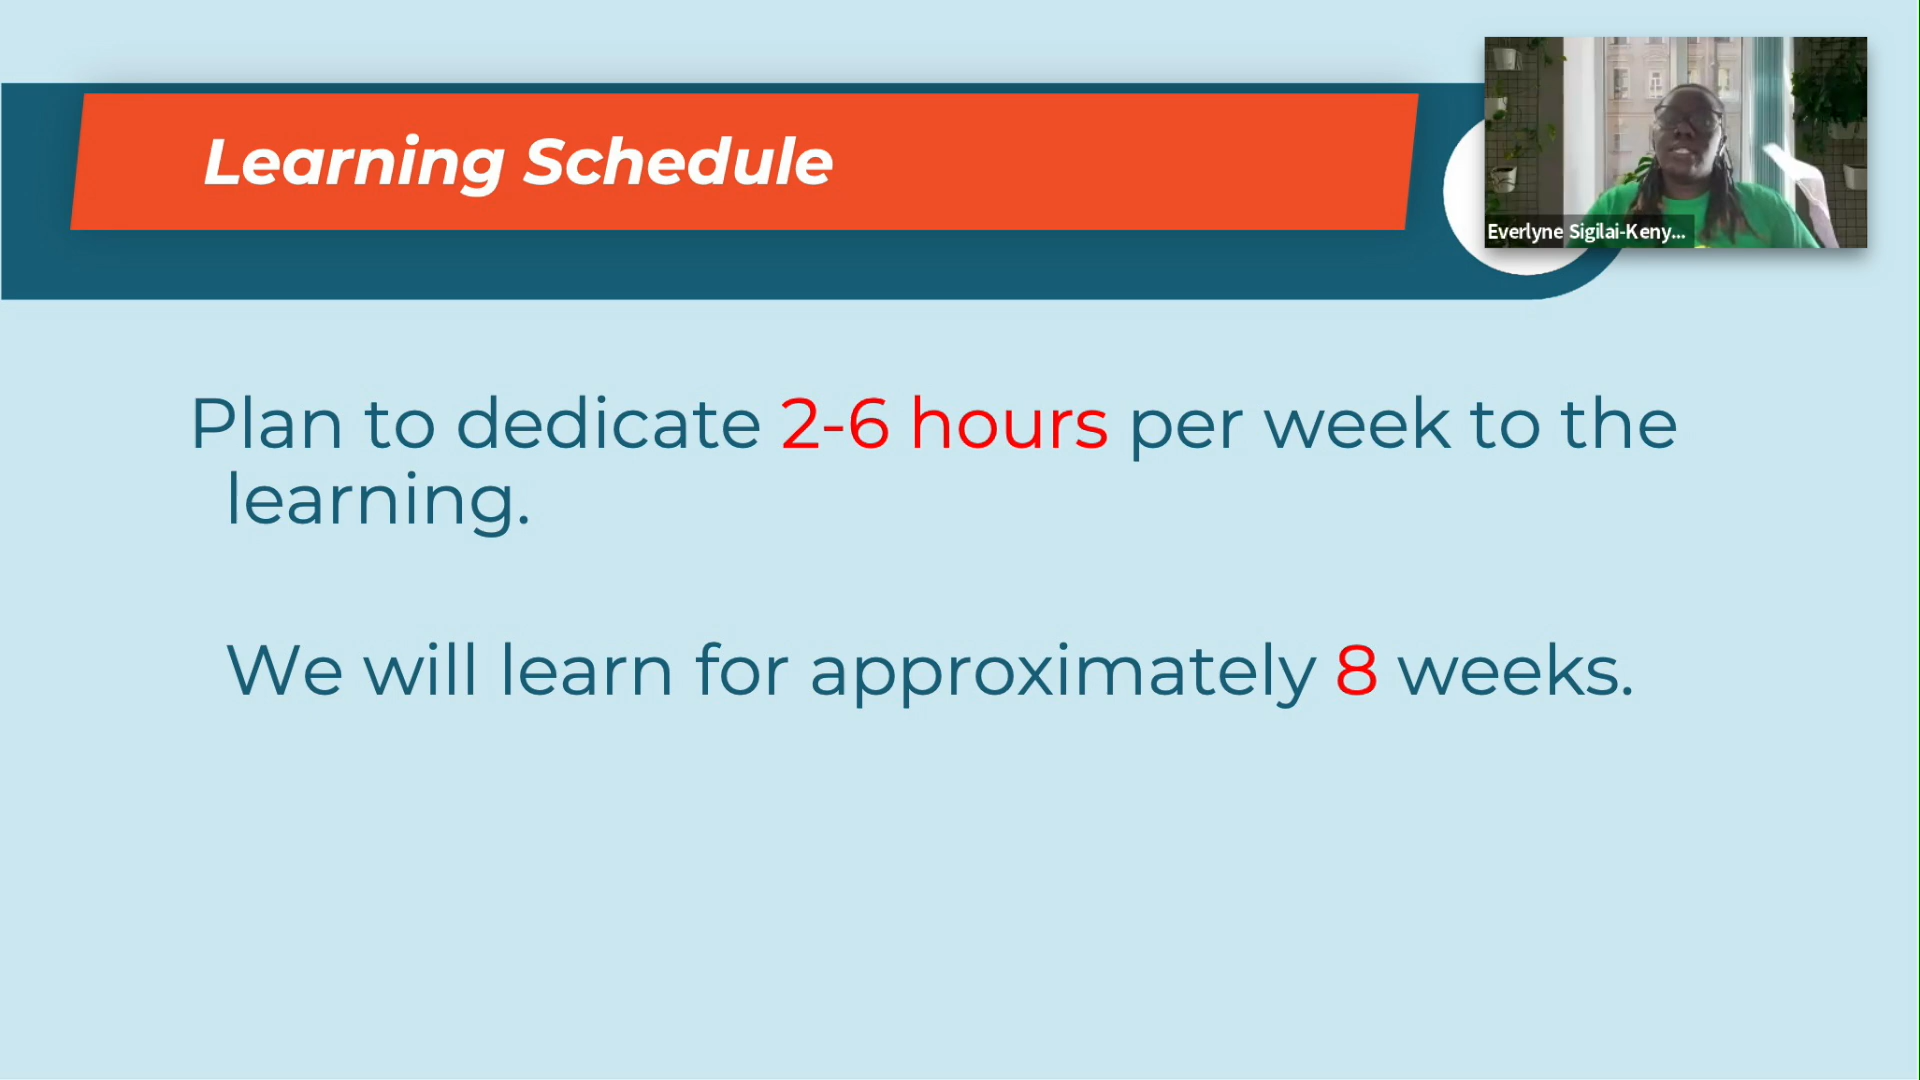 Learning Schedule
Everlyne Sigilai-Keny...
Plan to dedicate 2-6 hours per week to the
learning.
We will learn for approximately 8 weeks.